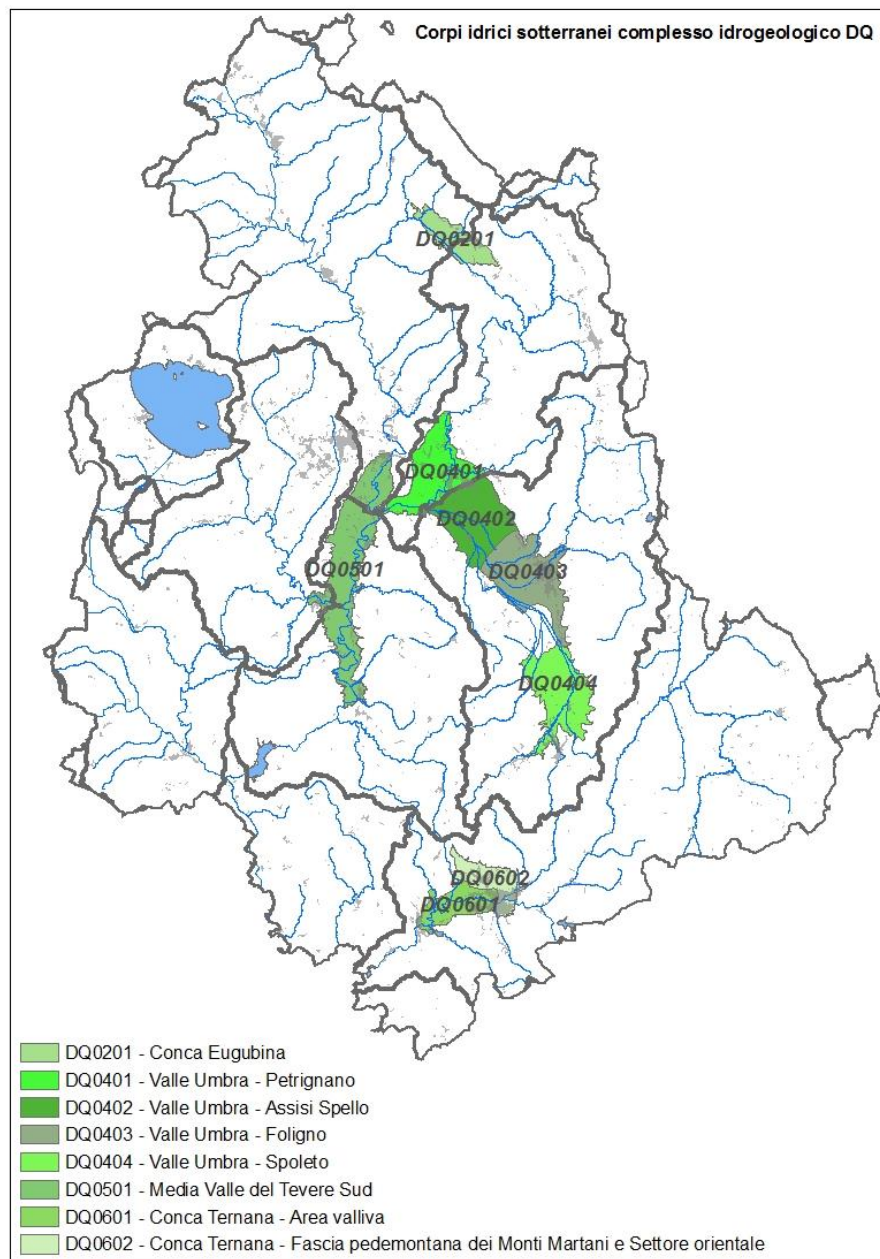 Corpi idrici sotterranei complesso idrogeologico DQ
DQ0201
DQ0401
DQ0402
DQ0501
DQ0403
DQ0404
DQ0602
DQ0601
DQ0201 - Conca Eugubina
DQ0401 - Valle Umbra - Petrignano
DQ0402 - Valle Umbra - Assisi Spello
DQ0403 - Valle Umbra - Foligno
DQ0404 - Valle Umbra - Spoleto
DQ0501 - Media Valle del Tevere Sud
DQ0601 - Conca Ternana - Area valliva
DQ0602 - Conca Ternana - Fascia pedemontana dei Monti Martani e Settore orientale